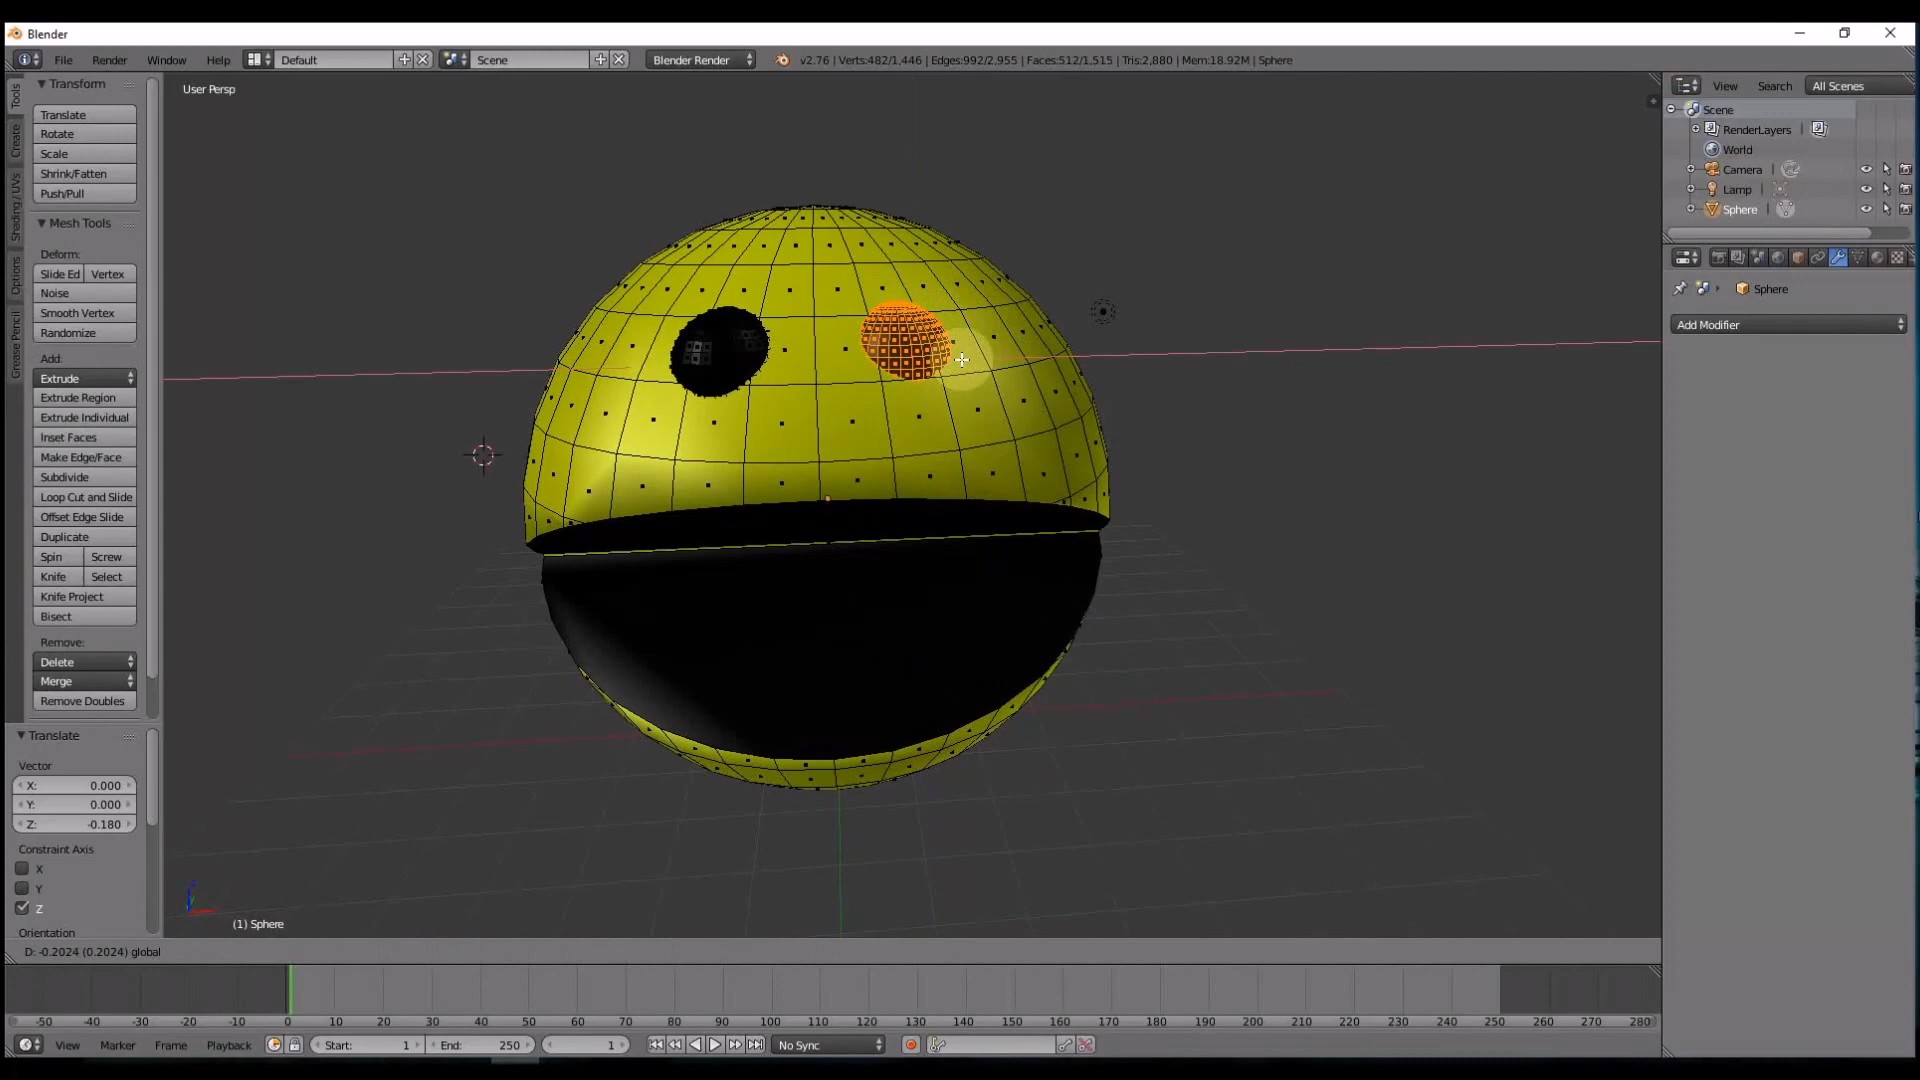 Blender
File Render Window Help Default Scene Blender Render v2.76 | Verts:482/1,446 | Edges:992/2,955 | Faces:512/1,515 | Tris:2,880 | Mem:18.92M | Sphere
Tools
Create
Shading / UVs
Options
Grease Pencil
Transform
Translate
Rotate
Scale
Shrink/Fatten
Push/Pull
Mesh Tools
Deform:
Slide Ed Vertex
Noise
Smooth Vertex
Randomize
Add:
Extrude
Extrude Region
Extrude Individual
Inset Faces
Make Edge/Face
Subdivide
Loop Cut and Slide
Offset Edge Slide
Duplicate
Spin Screw
Knife Select
Knife Project
Bisect
Remove:
Delete
Merge
Remove Doubles
Translate
Vector
X: 0.000
Y: 0.000
Z: -0.180
Constraint Axis
X
Y
Z
Orientation
User Persp
(1) Sphere
View Search All Scenes
Scene
RenderLayers
World
Camera
Lamp
Sphere
Sphere
Add Modifier
D: -0.2024 (0.2024) global
-50 -40 -30 -20 -10 0 10 20 30 40 50 60 70 80 90 100 110 120 130 140 150 160 170 180 190 200 210 220 230 240 250 260 270 280
View Marker Frame Playback Start: 1 End: 250 1 No Sync